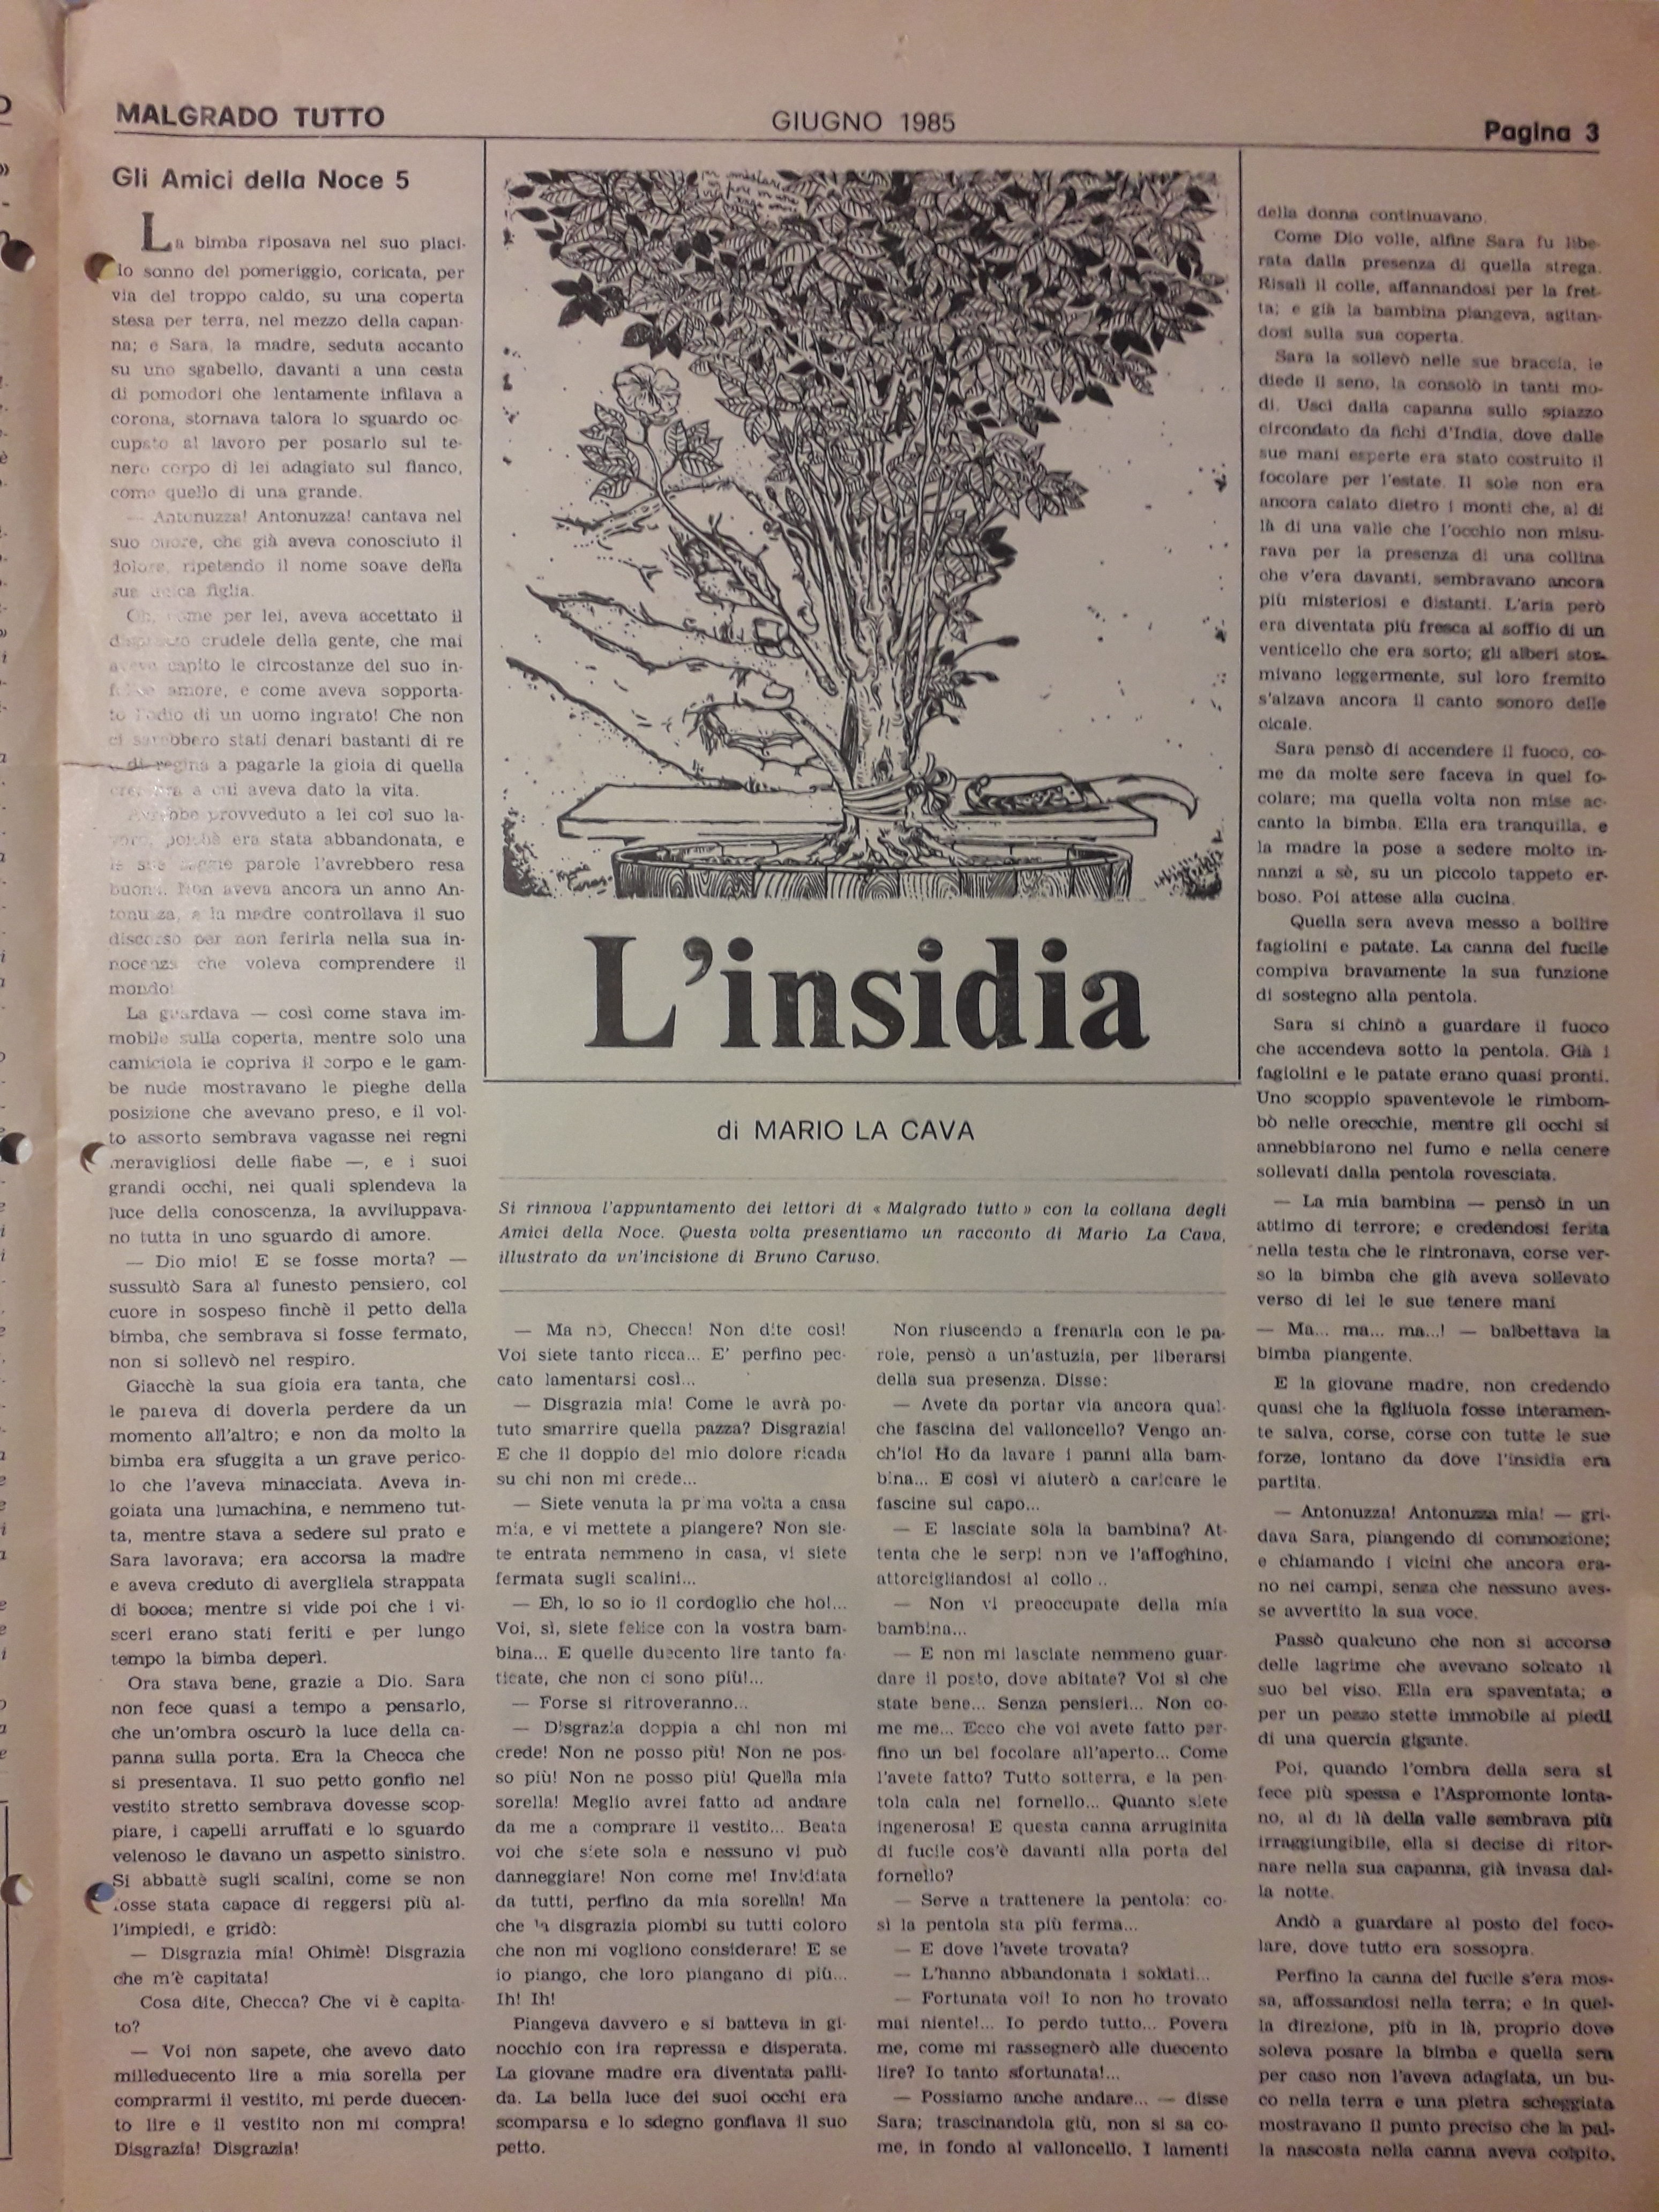 MALGRADO TUTTO
GIUGNO 1985
Pagina 3
Gli Amici della Noce 5
La bimba riposava nel suo placi-
lo sonno del pomeriggio, coricata, per
via del troppo caldo, su una coperta
stesa per terra, nel mezzo della capan-
na; e Sara, la madre, seduta accanto
su uno sgabello, davanti a una cesta
di pomodori che lentamente infilava a
corona, stornava talora lo sguardo oc-
cupato al lavoro per posarlo sul te-
nero corpo di lei adagiato sul fianco,
come quello di una grande.
— Antonuzza! Antonuzza! cantava nel
suo cuore, che già aveva conosciuto il
dolore, ripetendo il nome soave della
sua figlia.
Oh, come per lei, aveva accettato il
crudele della gente, che mai
aveva capito le circostanze del suo in-
felice amore, e come aveva sopporta-
to l'odio di un uomo ingrato! Che non
ci sarebbero stati denari bastanti di re
e di regina a pagarle la gioia di quella
creatura a cui aveva dato la vita.
Avrebbe provveduto a lei col suo la-
voro, poichè era stata abbandonata, e
le sue sagge parole l'avrebbero resa
buona. Non aveva ancora un anno An-
tonuzza, e la madre controllava il suo
discorso per non ferirla nella sua in-
nocenza che voleva comprendere il
mondo!
La guardava — così come stava im-
mobile sulla coperta, mentre solo una
camiciola le copriva il corpo e le gam-
be nude mostravano le pieghe della
posizione che avevano preso, e il vol-
to assorto sembrava vagasse nei regni
meravigliosi delle fiabe —, e i suoi
grandi occhi, nei quali splendeva la
luce della conoscenza, la avviluppava-
no tutta in uno sguardo di amore.
— Dio mio! E se fosse morta? —
sussultò Sara al funesto pensiero, col
cuore in sospeso finchè il petto della
bimba, che sembrava si fosse fermato,
non si sollevò nel respiro.
Giacchè la sua gioia era tanta, che
le pareva di doverla perdere da un
momento all'altro; e non da molto la
bimba era sfuggita a un grave perico-
lo che l'aveva minacciata. Aveva in-
goiata una lumachina, e nemmeno tut-
ta, mentre stava a sedere sul prato e
Sara lavorava; era accorsa la madre
e aveva creduto di avergliela strappata
di bocca; mentre si vide poi che i vi-
sceri erano stati feriti e per lungo
tempo la bimba deperì.
Ora stava bene, grazie a Dio. Sara
non fece quasi a tempo a pensarlo,
che un'ombra oscurò la luce della ca-
panna sulla porta. Era la Checca che
si presentava. Il suo petto gonfio nel
vestito stretto sembrava dovesse scop-
piare, i capelli arruffati e lo sguardo
velenoso le davano un aspetto sinistro.
Si abbattè sugli scalini, come se non
fosse stata capace di reggersi più al-
l'impiedi, e gridò:
— Disgrazia mia! Ohimè! Disgrazia
che m'è capitata!
Cosa dite, Checca? Che vi è capita-
to?
— Voi non sapete, che avevo dato
milleduecento lire a mia sorella per
comprarmi il vestito, mi perde duecen-
to lire e il vestito non mi compra!
Disgrazia! Disgrazia!
L'insidia
di MARIO LA CAVA
Si rinnova l'appuntamento dei lettori di « Malgrado tutto » con la collana degli
Amici della Noce. Questa volta presentiamo un racconto di Mario La Cava,
illustrato da un'incisione di Bruno Caruso.
— Ma no, Checca! Non dite così!
Voi siete tanto ricca... E' perfino pec-
cato lamentarsi così...
— Disgrazia mia! Come le avrà po-
tuto smarrire quella pazza? Disgrazia!
E che il doppio del mio dolore ricada
su chi non mi crede...
— Siete venuta la prima volta a casa
mia, e vi mettete a piangere? Non sie-
te entrata nemmeno in casa, vi siete
fermata sugli scalini...
— Eh, lo so io il cordoglio che ho!...
Voi, sì, siete felice con la vostra bam-
bina... E quelle duecento lire tanto fa-
ticate, che non ci sono più!...
— Forse si ritroveranno...
— Disgrazia doppia a chi non mi
crede! Non ne posso più! Non ne pos-
so più! Non ne posso più! Quella mia
sorella! Meglio avrei fatto ad andare
da me a comprare il vestito... Beata
voi che siete sola e nessuno vi può
danneggiare! Non come me! Invidiata
da tutti, perfino da mia sorella! Ma
che la disgrazia piombi su tutti coloro
che non mi vogliono considerare! E se
io piango, che loro piangano di più...
Ih! Ih!
Piangeva davvero e si batteva in gi-
nocchio con ira repressa e disperata.
La giovane madre era diventata palli-
da. La bella luce dei suoi occhi era
scomparsa e lo sdegno gonfiava il suo
petto.
Non riuscendo a frenarla con le pa-
role, pensò a un'astuzia, per liberarsi
della sua presenza. Disse:
— Avete da portar via ancora qual-
che fascina del valloncello? Vengo an-
ch'io! Ho da lavare i panni alla bam-
bina... E così vi aiuterò a caricare le
fascine sul capo...
— E lasciate sola la bambina? At-
tenta che le serpi non ve l'affoghino,
attorcigliandosi al collo..
— Non vi preoccupate della mia
bambina...
— E non mi lasciate nemmeno guar-
dare il posto, dove abitate? Voi sì che
state bene... Senza pensieri... Non co-
me me... Ecco che voi avete fatto per-
fino un bel focolare all'aperto... Come
l'avete fatto? Tutto sotterra, e la pen-
tola cala nel fornello... Quanto siete
ingenerosa! E questa canna arruginita
di fucile cos'è davanti alla porta del
fornello?
— Serve a trattenere la pentola: co-
sì la pentola sta più ferma...
— E dove l'avete trovata?
— L'hanno abbandonata i soldati...
— Fortunata voi! Io non ho trovato
mai niente!... Io perdo tutto... Povera
me, come mi rassegnerò alle duecento
lire? Io tanto sfortunata!...
— Possiamo anche andare... — disse
Sara; trascinandola giù, non si sa co-
me, in fondo al valloncello. I lamenti
della donna continuavano.
Come Dio volle, alfine Sara fu libe-
rata dalla presenza di quella strega.
Risalì il colle, affannandosi per la fret-
ta; e già la bambina piangeva, agitan-
dosi sulla sua coperta.
Sara la sollevò nelle sue braccia, le
diede il seno, la consolò in tanti mo-
di. Uscì dalla capanna sullo spiazzo
circondato da fichi d'India, dove dalle
sue mani esperte era stato costruito il
focolare per l'estate. Il sole non era
ancora calato dietro i monti che, al di
là di una valle che l'occhio non misu-
rava per la presenza di una collina
che v'era davanti, sembravano ancora
più misteriosi e distanti. L'aria però
era diventata più fresca al soffio di un
venticello che era sorto; gli alberi stor-
mivano leggermente, sul loro fremito
s'alzava ancora il canto sonoro delle
cicale.
Sara pensò di accendere il fuoco, co-
me da molte sere faceva in quel fo-
colare; ma quella volta non mise ac-
canto la bimba. Ella era tranquilla, e
la madre la pose a sedere molto in-
nanzi a sè, su un piccolo tappeto er-
boso. Poi attese alla cucina.
Quella sera aveva messo a bollire
fagiolini e patate. La canna del fucile
compiva bravamente la sua funzione
di sostegno alla pentola.
Sara si chinò a guardare il fuoco
che accendeva sotto la pentola. Già i
fagiolini e le patate erano quasi pronti.
Uno scoppio spaventevole le rimbom-
bò nelle orecchie, mentre gli occhi si
annebbiarono nel fumo e nella cenere
sollevati dalla pentola rovesciata.
— La mia bambina — pensò in un
attimo di terrore; e credendosi ferita
nella testa che le rintronava, corse ver-
so la bimba che già aveva sollevato
verso di lei le sue tenere mani
— Ma... ma... ma...! — balbettava la
bimba piangente.
E la giovane madre, non credendo
quasi che la figliuola fosse interamen-
te salva, corse, corse con tutte le sue
forze, lontano da dove l'insidia era
partita.
— Antonuzza! Antonuzza mia! — gri-
dava Sara, piangendo di commozione;
e chiamando i vicini che ancora era-
no nei campi, senza che nessuno aves-
se avvertito la sua voce.
Passò qualcuno che non si accorse
delle lagrime che avevano solcato il
suo bel viso. Ella era spaventata; e
per un pezzo stette immobile ai piedi
di una quercia gigante.
Poi, quando l'ombra della sera si
fece più spessa e l'Aspromonte lonta-
no, al di là della valle sembrava più
irraggiungibile, ella si decise di ritor-
nare nella sua capanna, già invasa dal-
la notte.
Andò a guardare al posto del foco-
lare, dove tutto era sossopra.
Perfino la canna del fucile s'era mos-
sa, affossandosi nella terra; e in quel-
la direzione, più in là, proprio dove
soleva posare la bimba e quella sera
per caso non l'aveva adagiata, un bu-
co nella terra e una pietra scheggiata
mostravano il punto preciso che la pal-
la nascosta nella canna aveva colpito.